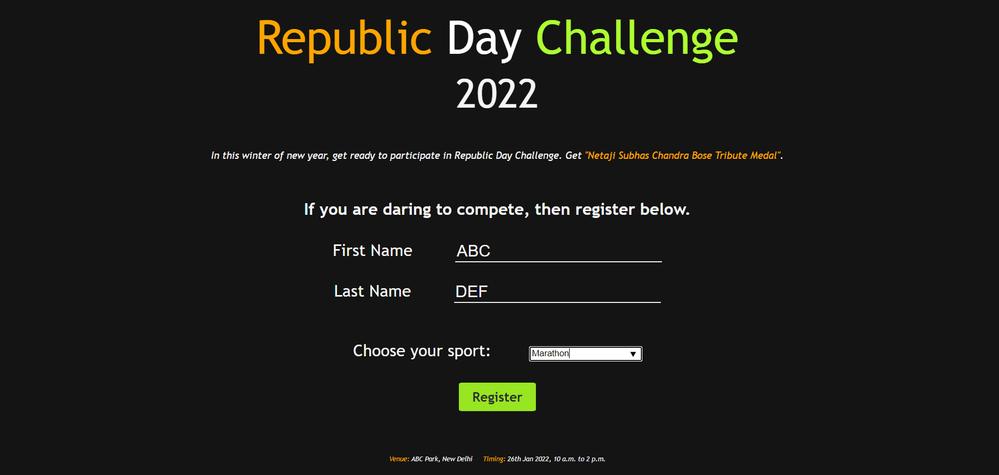 Republic Day Challenge
2022
In this winter of new year, get ready to participate in Republic Day Challenge. Get "Netaji Subhas Chandra Bose Tribute Medal".
If you are daring to compete, then register below.
First Name ABC
Last Name DEF
Choose your sport: Marathon
Register
Venue: ABC Park, New Delhi Timing: 26th Jan 2022, 10 a.m. to 2 p.m.